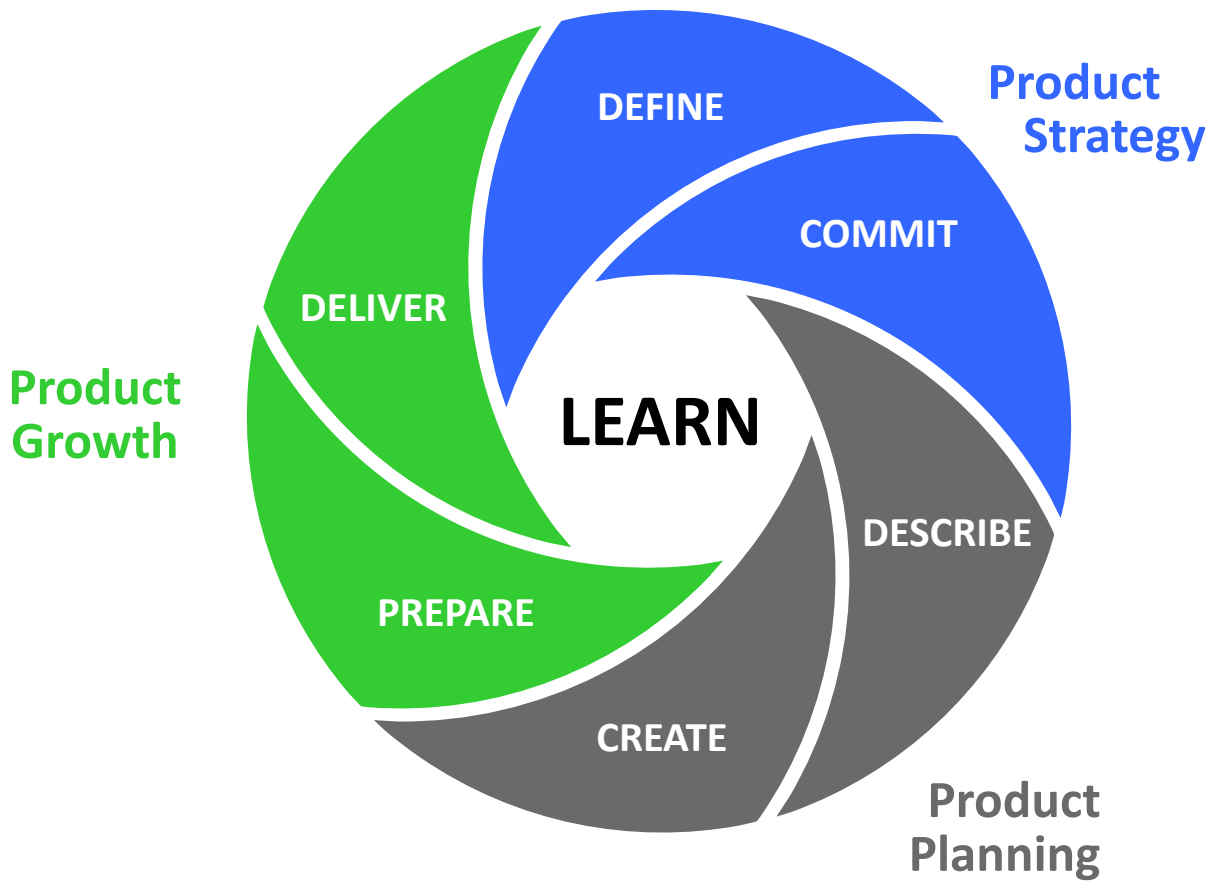 DEFINE
Product
Strategy
COMMIT
DELIVER
Product
Growth
LEARN
DESCRIBE
PREPARE
CREATE
Product
Planning